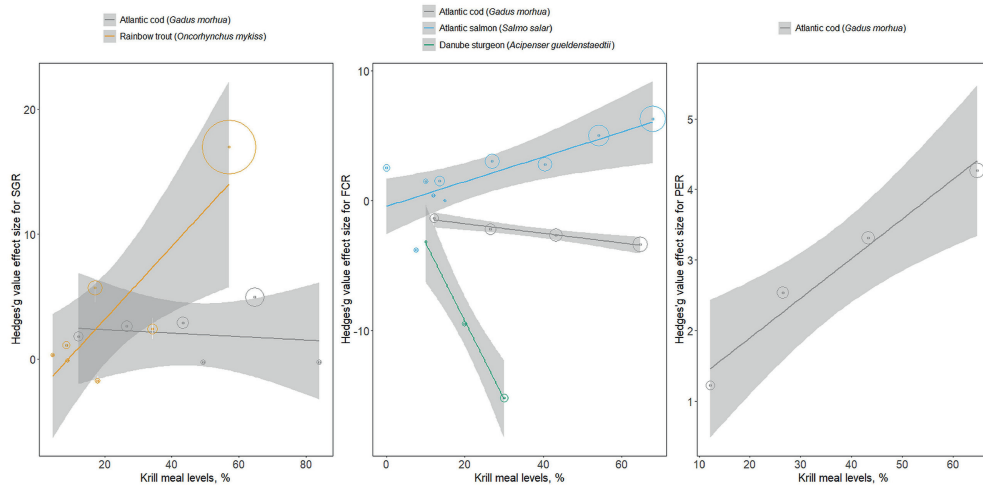 Atlantic cod (Gadus morhua)
Rainbow trout (Oncorhynchus mykiss)
Hedges'g value effect size for SGR
20
10
0
20
40
60
80
Krill meal levels, %
Atlantic cod (Gadus morhua)
Atlantic salmon (Salmo salar)
Danube sturgeon (Acipenser gueldenstaedtii)
Hedges'g value effect size for FCR
10
0
-10
0
20
40
60
Krill meal levels, %
Atlantic cod (Gadus morhua)
Hedges'g value effect size for PER
5
4
3
2
1
10
20
30
40
50
60
Krill meal levels, %